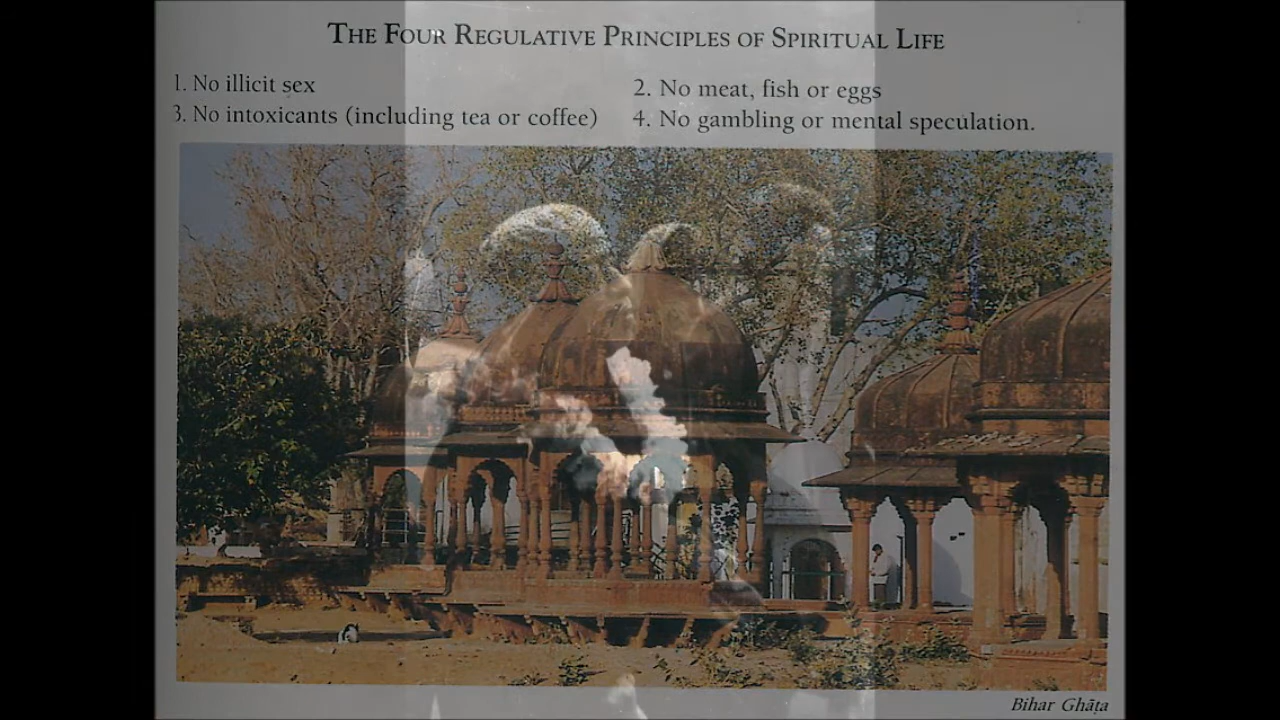 THE FOUR REGULATIVE PRINCIPLES OF SPIRITUAL LIFE
1. No illicit sex
2. No meat, fish or eggs
3. No intoxicants (including tea or coffee)
4. No gambling or mental speculation.
Bihar Ghāṭa